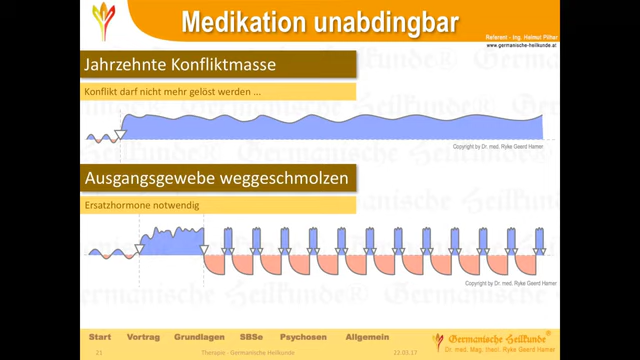 Medikation unabdingbar
Referent - Ing. Helmut Pilhar
www.germanische-heilkunde.at
Jahrzehnte Konfliktmasse
Konflikt darf nicht mehr gelöst werden ...
Copyright by Dr. med. Ryke Geerd Hamer
Ausgangsgewebe weggeschmolzen
Ersatzhormone notwendig
Copyright by Dr. med. Ryke Geerd Hamer
Start Vortrag Grundlagen SBSe Psychosen Allgemein
Germanische Heilkunde®
Dr. med. Mag. theol. Ryke Geerd Hamer
21 Therapie - Germanische Heilkunde 22.03.17